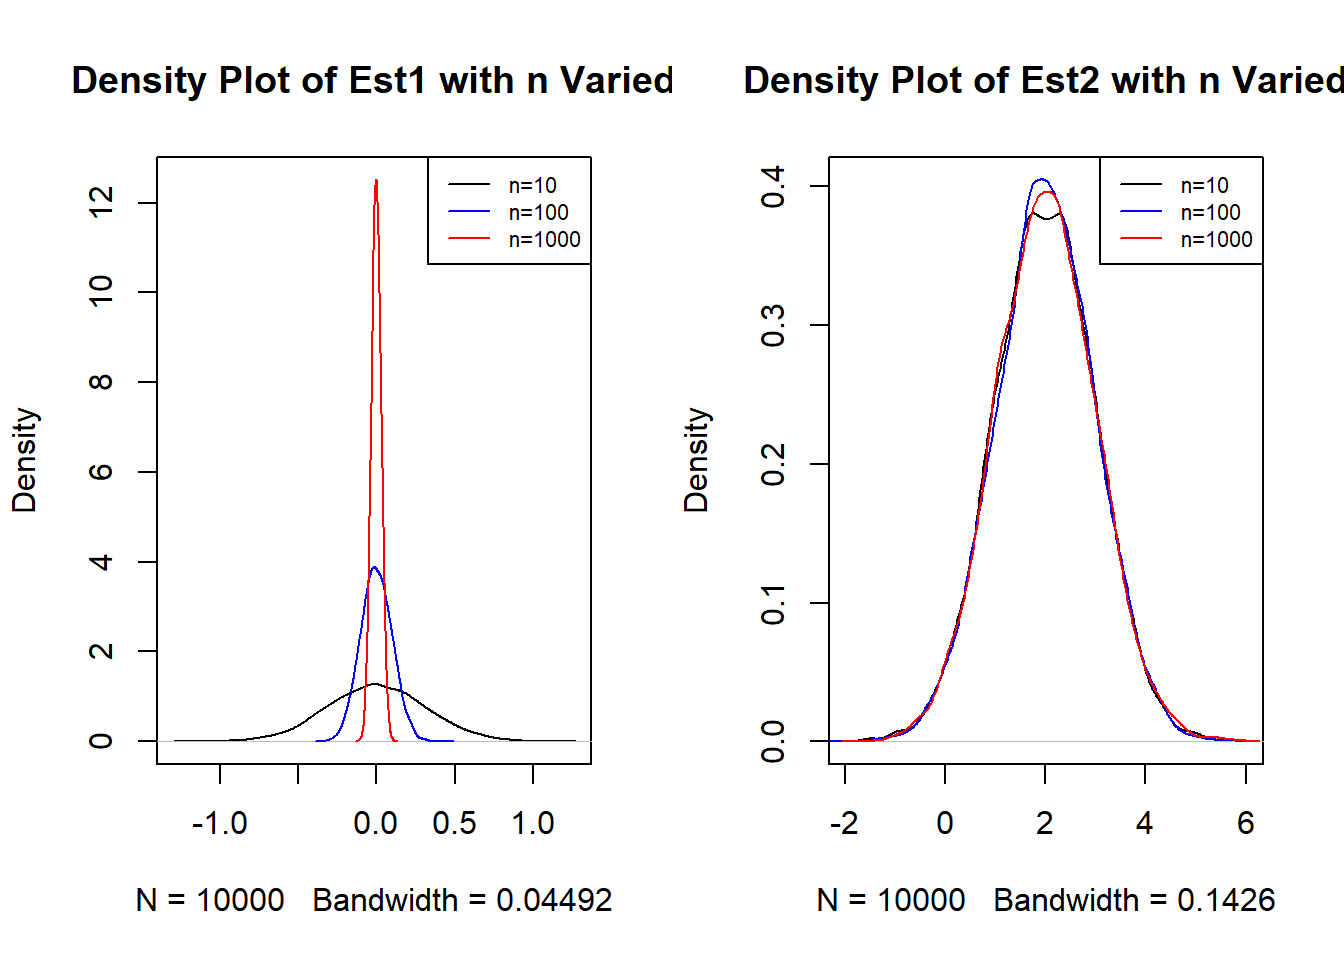 Density Plot of Est1 with n Varied
n=10
n=100
n=1000
Density
0
2
4
6
8
10
12
-1.0
0.0
0.5
1.0
N = 10000 Bandwidth = 0.04492
Density Plot of Est2 with n Varied
n=10
n=100
n=1000
Density
0.0
0.1
0.2
0.3
0.4
-2
0
2
4
6
N = 10000 Bandwidth = 0.1426